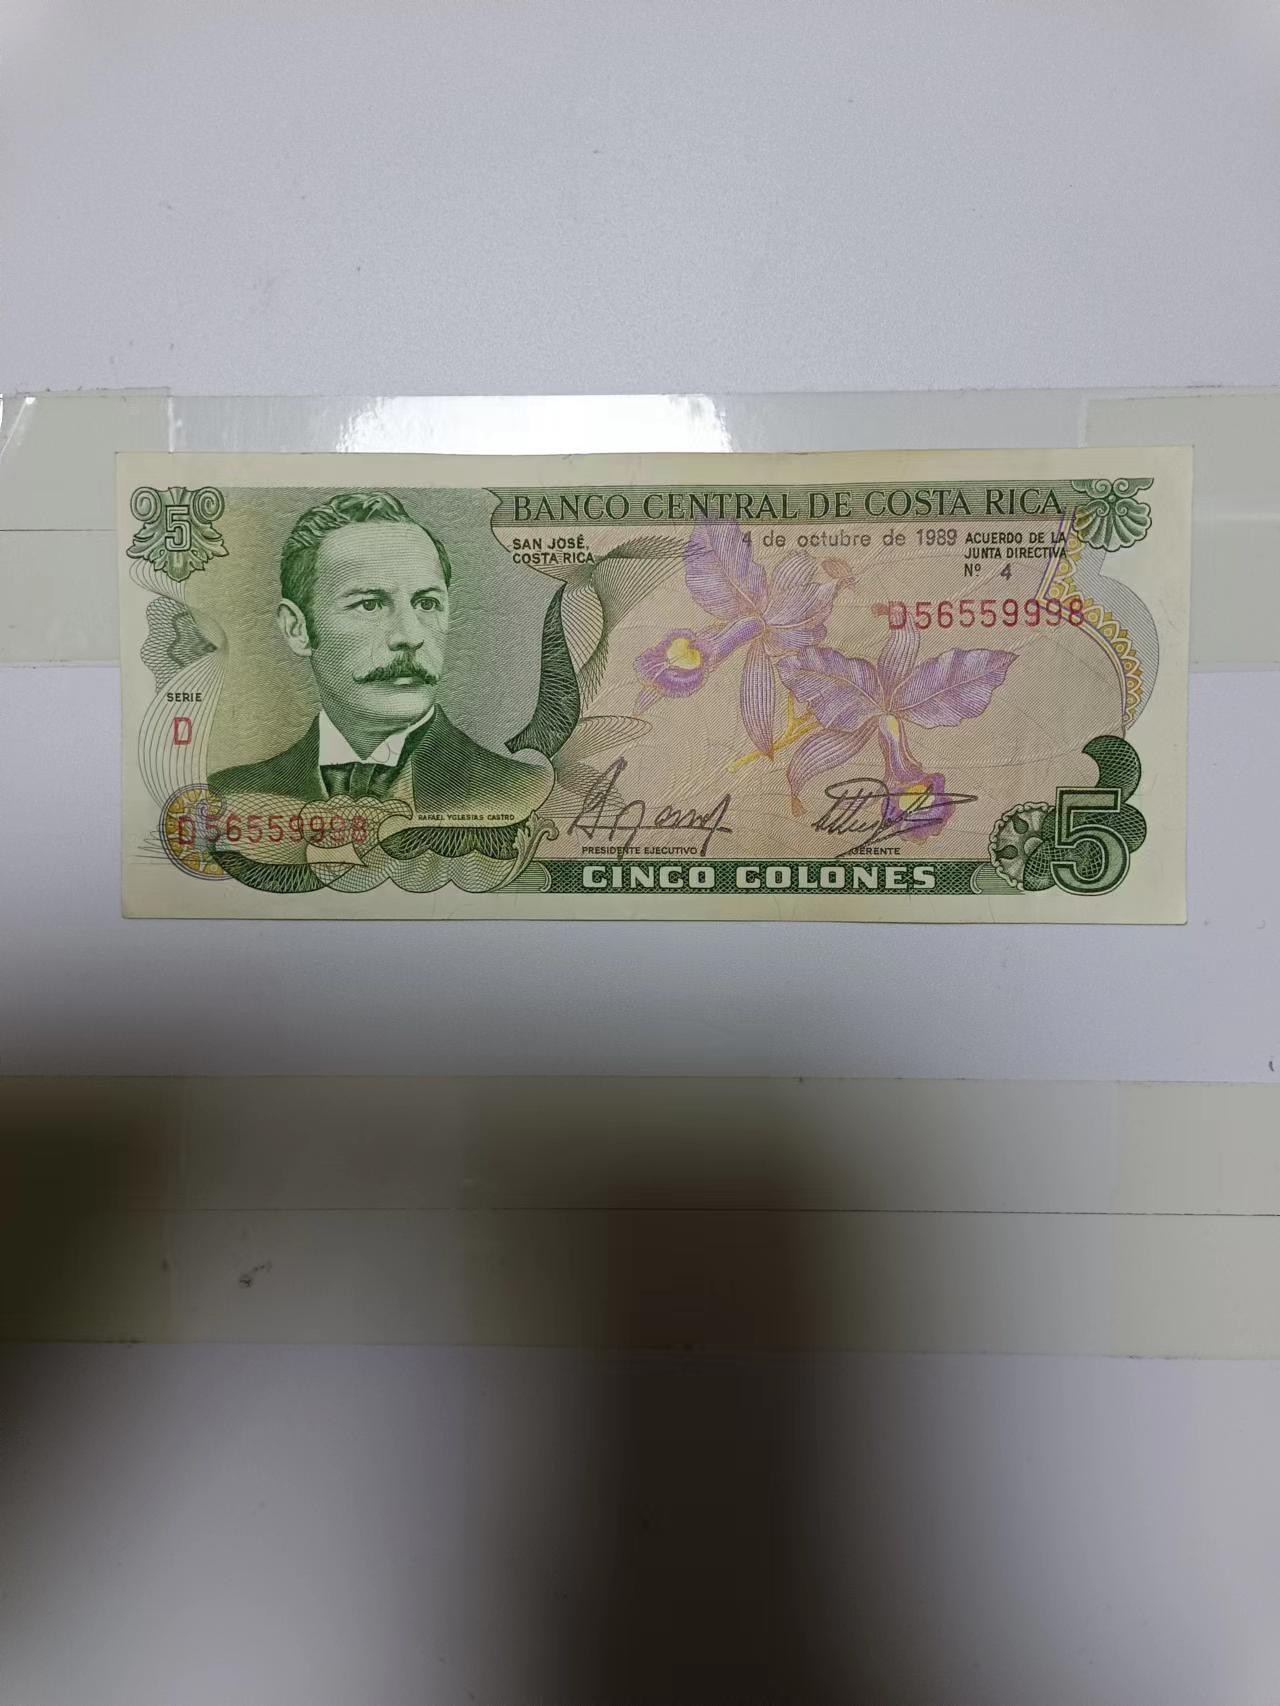 5
BANCO CENTRAL DE COSTA RICA
SAN JOSÉ,
COSTA RICA
4 de octubre de 1989
ACUERDO DE LA
JUNTA DIRECTIVA
Nº 4
D56559998
SERIE
D
RAFAEL YGLESIAS CASTRO
D56559998
PRESIDENTE EJECUTIVO
GERENTE
CINCO COLONES
5